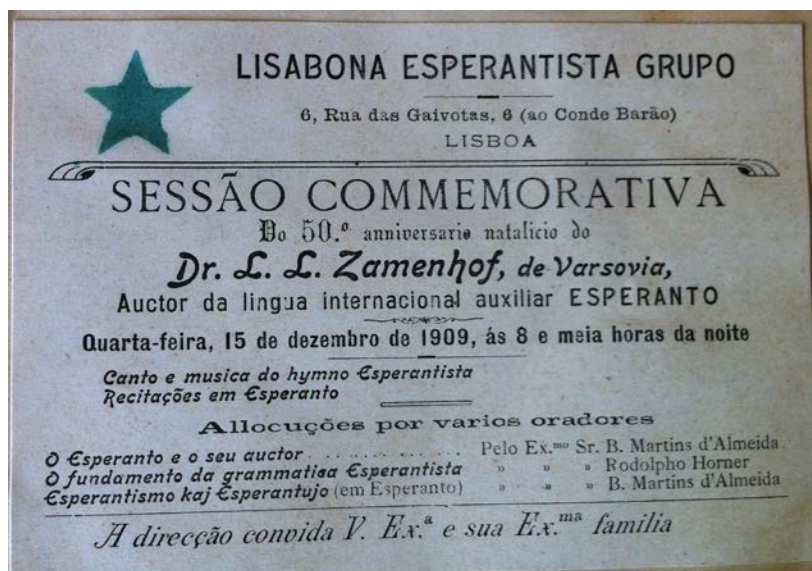 LISABONA ESPERANTISTA GRUPO
6, Rua das Gaivotas, 6 (ao Conde Barão)
LISBOA
SESSÃO COMMEMORATIVA
Do 50.º anniversario natalicio do
Dr. L. L. Zamenhof, de Varsovia,
Auctor da lingua internacional auxiliar ESPERANTO
Quarta-feira, 15 de dezembro de 1909, ás 8 e meia horas da noite
Canto e musica do hymno Esperantista
Recitações em Esperanto
Allocuções por varios oradores
O Esperanto e o seu auctor . . . . . . . . . . . . Pelo Ex.mo Sr. B. Martins d'Almeida
O fundamento da grammatisa Esperantista » » » Rodolpho Horner
Esperantismo kaj Esperantujo (em Esperanto) » » » B. Martins d'Almeida
A direcção convida V. Ex.ª e sua Ex.ma familia